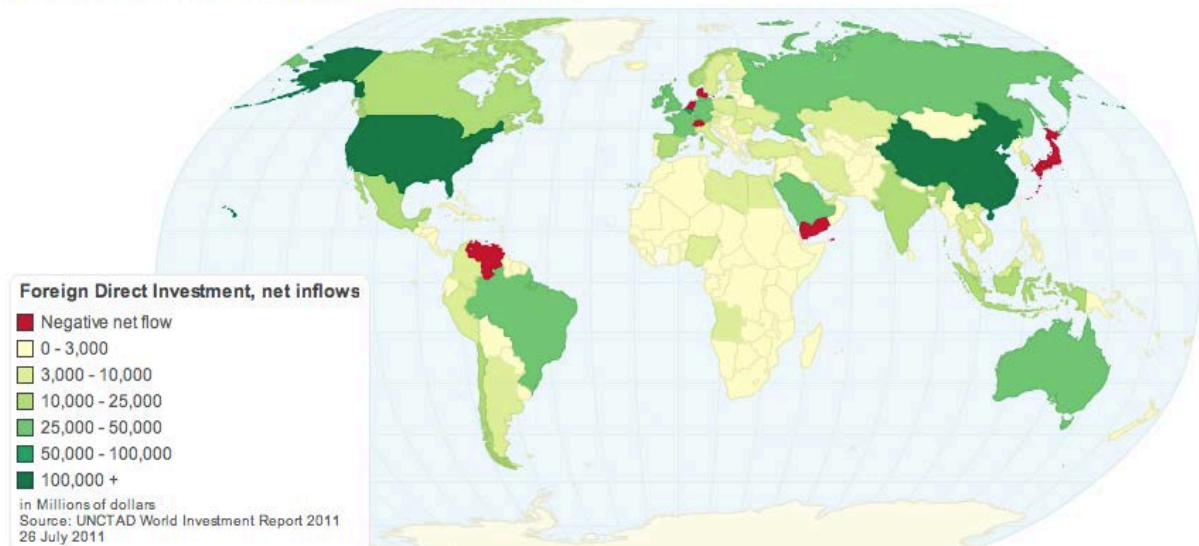 Foreign Direct Investment, net inflows
Negative net flow
0 - 3,000
3,000 - 10,000
10,000 - 25,000
25,000 - 50,000
50,000 - 100,000
100,000 +
in Millions of dollars
Source: UNCTAD World Investment Report 2011
26 July 2011